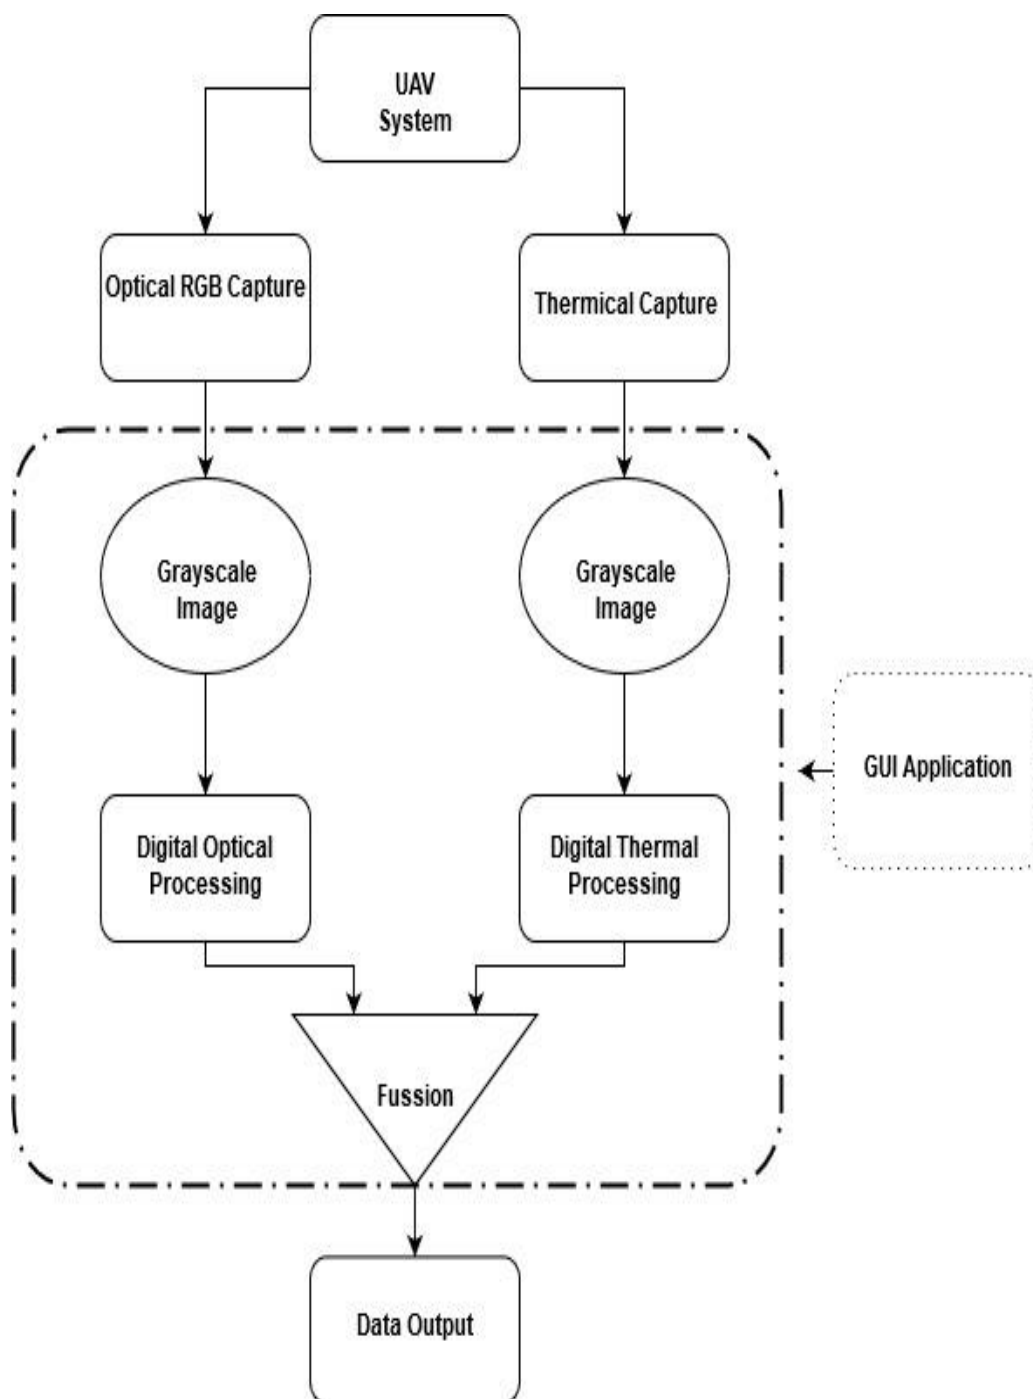 UAV
System
Optical RGB Capture
Thermical Capture
Grayscale
Image
Grayscale
Image
GUI Application
Digital Optical
Processing
Digital Thermal
Processing
Fussion
Data Output